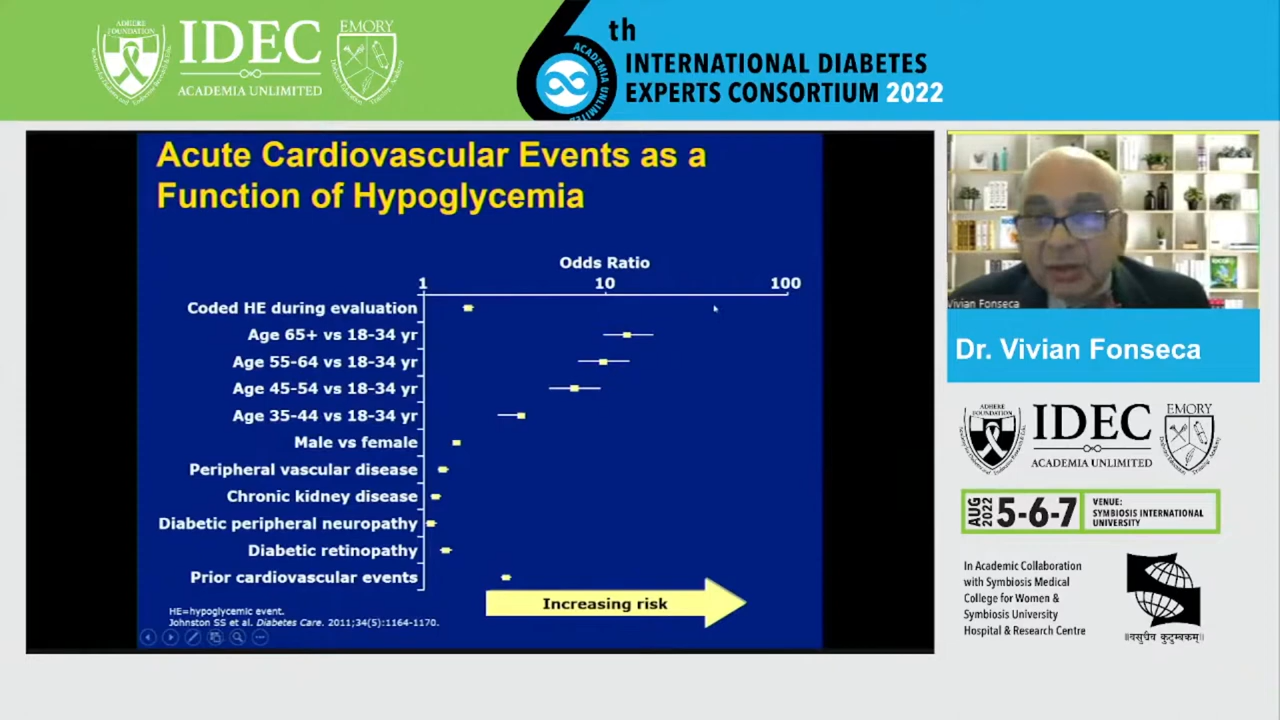 ADHERE
FOUNDATION
IDEC
ACADEMIA UNLIMITED
EMORY
6th
ACADEMIA UNLIMITED
INTERNATIONAL DIABETES
EXPERTS CONSORTIUM 2022
Acute Cardiovascular Events as a
Function of Hypoglycemia
Odds Ratio
1 10 100
Coded HE during evaluation
Age 65+ vs 18-34 yr
Age 55-64 vs 18-34 yr
Age 45-54 vs 18-34 yr
Age 35-44 vs 18-34 yr
Male vs female
Peripheral vascular disease
Chronic kidney disease
Diabetic peripheral neuropathy
Diabetic retinopathy
Prior cardiovascular events
Increasing risk
HE=hypoglycemic event.
Johnston SS et al. Diabetes Care. 2011;34(5):1164-1170.
Vivian Fonseca
Dr. Vivian Fonseca
ADHERE
FOUNDATION
IDEC
ACADEMIA UNLIMITED
EMORY
AUG
2022
5-6-7
VENUE:
SYMBIOSIS INTERNATIONAL
UNIVERSITY
In Academic Collaboration
with Symbiosis Medical
College for Women &
Symbiosis University
Hospital & Research Centre
॥वसुधैव कुटुम्बकम्॥